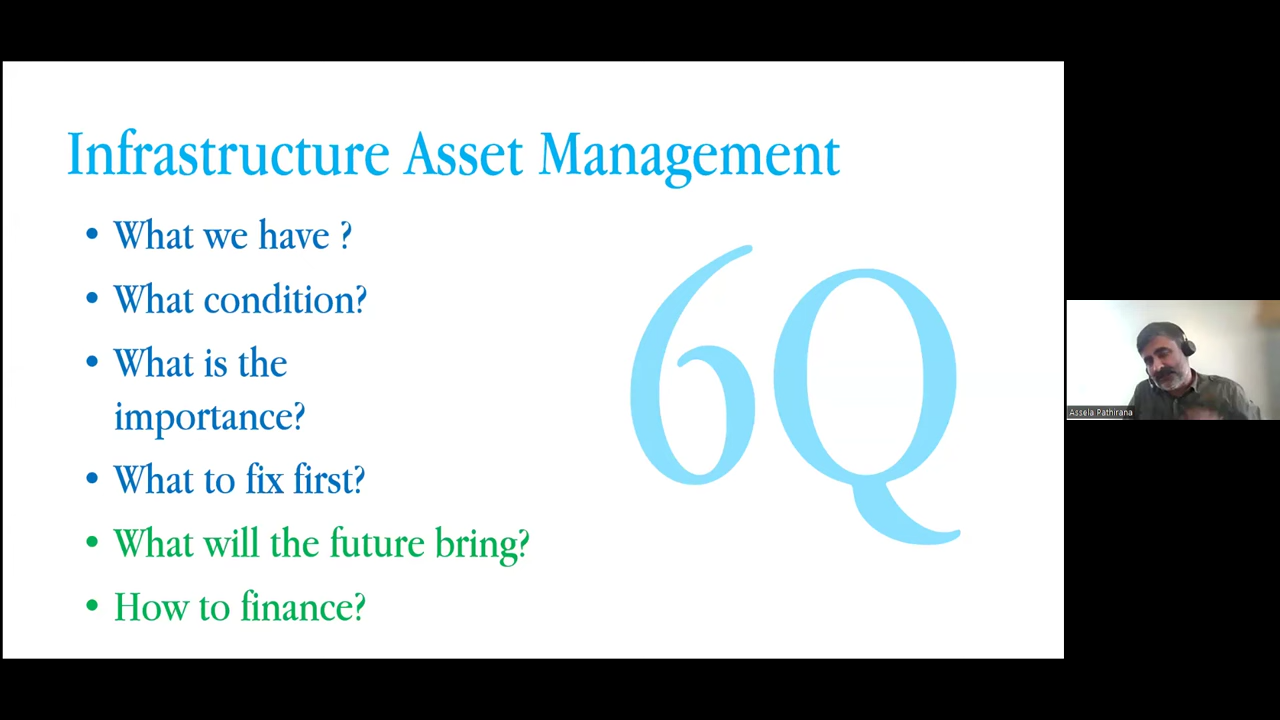 Infrastructure Asset Management
• What we have ?
• What condition?
• What is the
importance?
• What to fix first?
• What will the future bring?
• How to finance?
6Q
Assela Pathirana